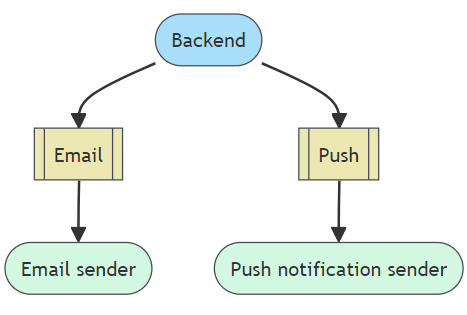 Backend
Email
Push
Email sender
Push notification sender